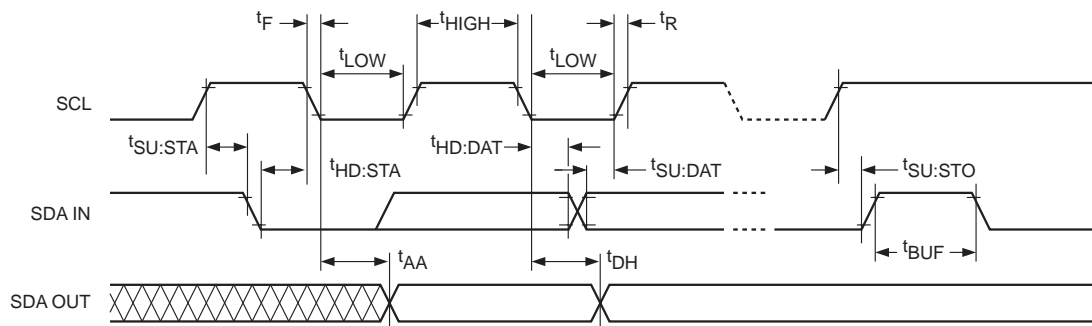 tF tHIGH tR
tLOW tLOW
SCL
tSU:STA tHD:STA tHD:DAT tSU:DAT tSU:STO
SDA IN
tBUF
tAA tDH
SDA OUT